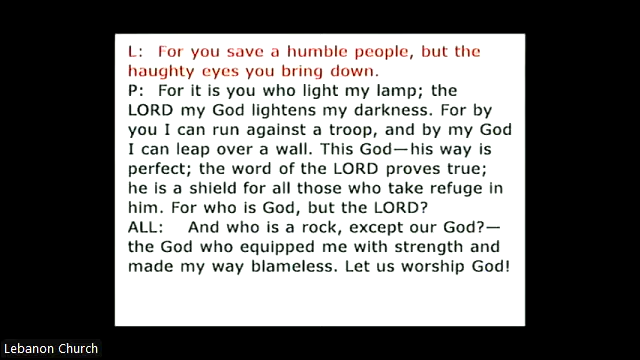 L: For you save a humble people, but the
haughty eyes you bring down.
P: For it is you who light my lamp; the
LORD my God lightens my darkness. For by
you I can run against a troop, and by my God
I can leap over a wall. This God—his way is
perfect; the word of the LORD proves true;
he is a shield for all those who take refuge in
him. For who is God, but the LORD?
ALL: And who is a rock, except our God?—
the God who equipped me with strength and
made my way blameless. Let us worship God!
Lebanon Church